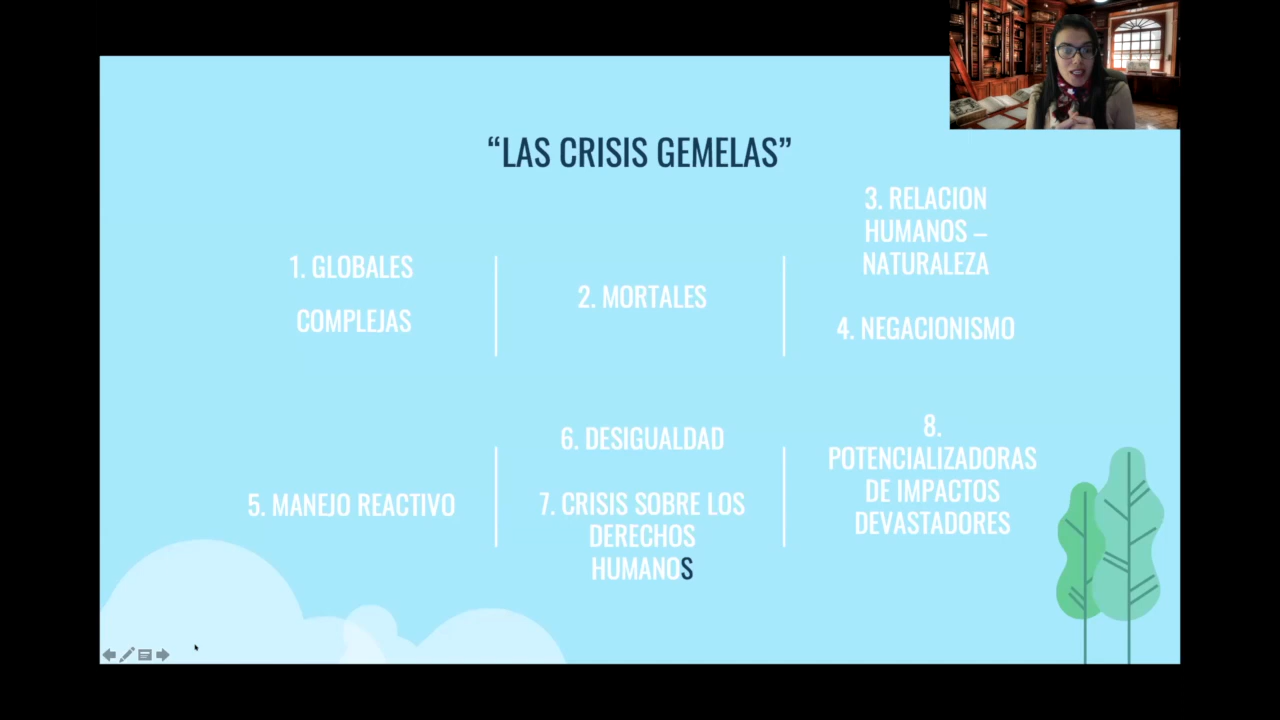 “LAS CRISIS GEMELAS”
1. GLOBALES
COMPLEJAS
2. MORTALES
3. RELACION
HUMANOS –
NATURALEZA
4. NEGACIONISMO
5. MANEJO REACTIVO
6. DESIGUALDAD
7. CRISIS SOBRE LOS
DERECHOS
HUMANOS
8.
POTENCIALIZADORAS
DE IMPACTOS
DEVASTADORES